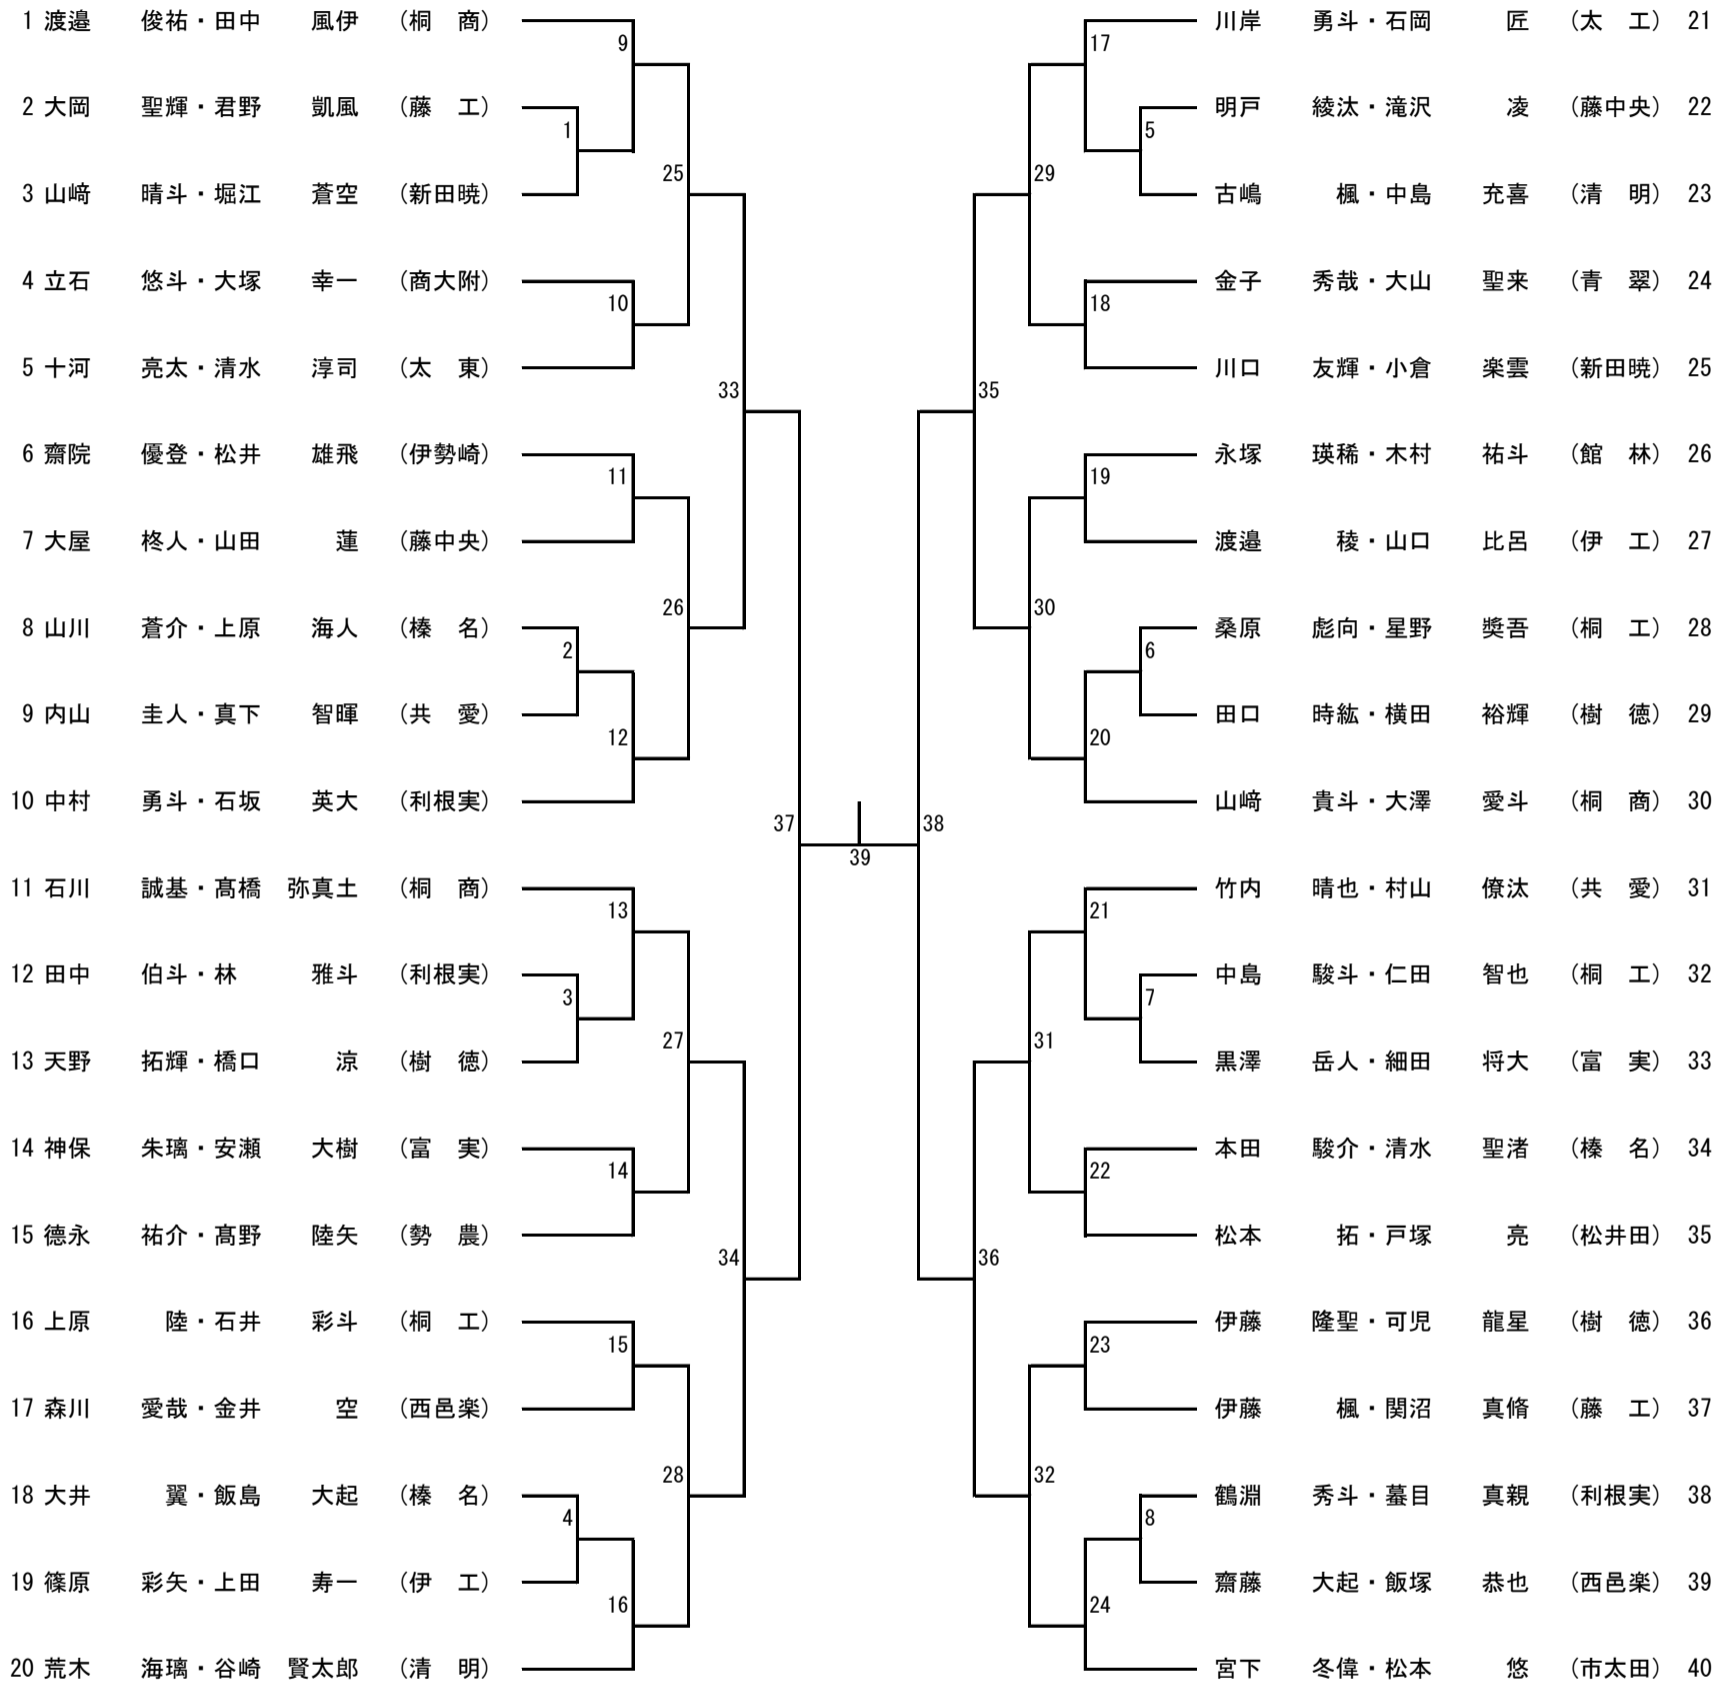 1 渡邉 俊祐・田中 風伊 （桐 商）
9
2 大岡 聖輝・君野 凱風 （藤 工）
1
3 山﨑 晴斗・堀江 蒼空 （新田暁）
25
4 立石 悠斗・大塚 幸一 （商大附）
10
5 十河 亮太・清水 淳司 （太 東）
33
6 齋院 優登・松井 雄飛 （伊勢崎）
11
7 大屋 柊人・山田 蓮 （藤中央）
26
8 山川 蒼介・上原 海人 （榛 名）
2
9 内山 圭人・真下 智暉 （共 愛）
12
10 中村 勇斗・石坂 英大 （利根実）
37
11 石川 誠基・髙橋 弥真土 （桐 商）
13
12 田中 伯斗・林 雅斗 （利根実）
3
13 天野 拓輝・橋口 涼 （樹 徳）
27
14 神保 朱璃・安瀬 大樹 （富 実）
14
15 德永 祐介・髙野 陸矢 （勢 農）
34
16 上原 陸・石井 彩斗 （桐 工）
15
17 森川 愛哉・金井 空 （西邑楽）
28
18 大井 翼・飯島 大起 （榛 名）
4
19 篠原 彩矢・上田 寿一 （伊 工）
16
20 荒木 海璃・谷崎 賢太郎 （清 明）
39
川岸 勇斗・石岡 匠 （太 工） 21
17
明戸 綾汰・滝沢 凌 （藤中央） 22
5
古嶋 楓・中島 充喜 （清 明） 23
29
金子 秀哉・大山 聖来 （青 翠） 24
18
川口 友輝・小倉 楽雲 （新田暁） 25
35
永塚 瑛稀・木村 祐斗 （館 林） 26
19
渡邉 稜・山口 比呂 （伊 工） 27
30
桑原 彪向・星野 奬吾 （桐 工） 28
6
田口 時紘・横田 裕輝 （樹 徳） 29
20
山﨑 貴斗・大澤 愛斗 （桐 商） 30
38
竹内 晴也・村山 僚汰 （共 愛） 31
21
中島 駿斗・仁田 智也 （桐 工） 32
7
黒澤 岳人・細田 将大 （富 実） 33
31
本田 駿介・清水 聖渚 （榛 名） 34
22
松本 拓・戸塚 亮 （松井田） 35
36
伊藤 隆聖・可児 龍星 （樹 徳） 36
23
伊藤 楓・関沼 真脩 （藤 工） 37
32
鶴淵 秀斗・蟇目 真親 （利根実） 38
8
齋藤 大起・飯塚 恭也 （西邑楽） 39
24
宮下 冬偉・松本 悠 （市太田） 40